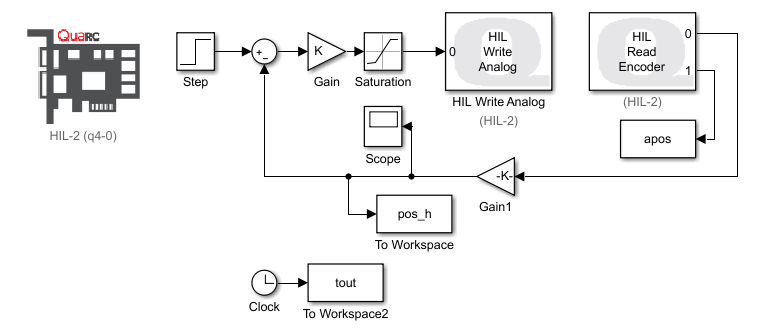 QUARC
HIL-2 (q4-0)
Step
+
−
K
Gain
Saturation
0
HIL
Write
Analog
HIL Write Analog
(HIL-2)
HIL
Read
Encoder
0
1
(HIL-2)
apos
Scope
-K-
Gain1
pos_h
To Workspace
Clock
tout
To Workspace2